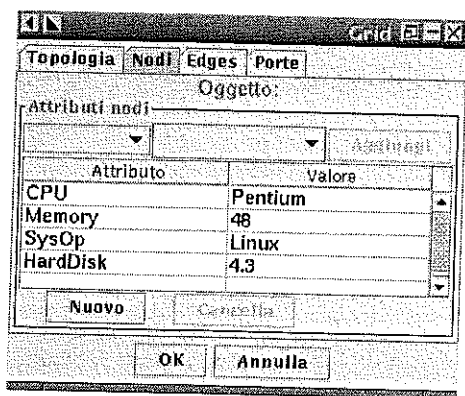 Grid
Topologia Nodi Edges Porte
Oggetto:
Attributi nodi
Aggiungi
Attributo Valore
CPU Pentium
Memory 48
SysOp Linux
HardDisk 4.3
Nuovo Cancella
OK Annulla